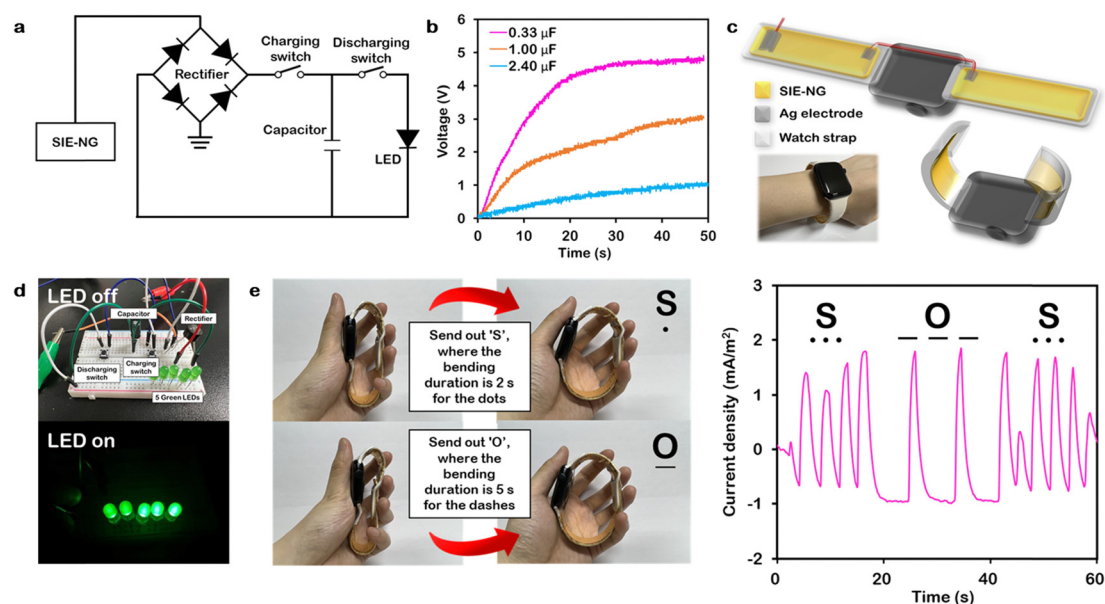 a
Rectifier
Charging
switch
Discharging
switch
SIE-NG
Capacitor
LED
b
0.33 μF
1.00 μF
2.40 μF
Voltage (V)
6
5
4
3
2
1
0
0
10
20
30
40
50
Time (s)
c
SIE-NG
Ag electrode
Watch strap
d
LED off
Capacitor
Rectifier
Discharging
switch
Charging
switch
5 Green LEDs
LED on
e
Send out 'S',
where the
bending
duration is 2 s
for the dots
S
•
Send out 'O',
where the
bending
duration is 5 s
for the dashes
O
—
Current density (mA/m²)
3
2
1
0
-1
-2
S
O
S
• • •
— — —
• • •
0
20
40
60
Time (s)